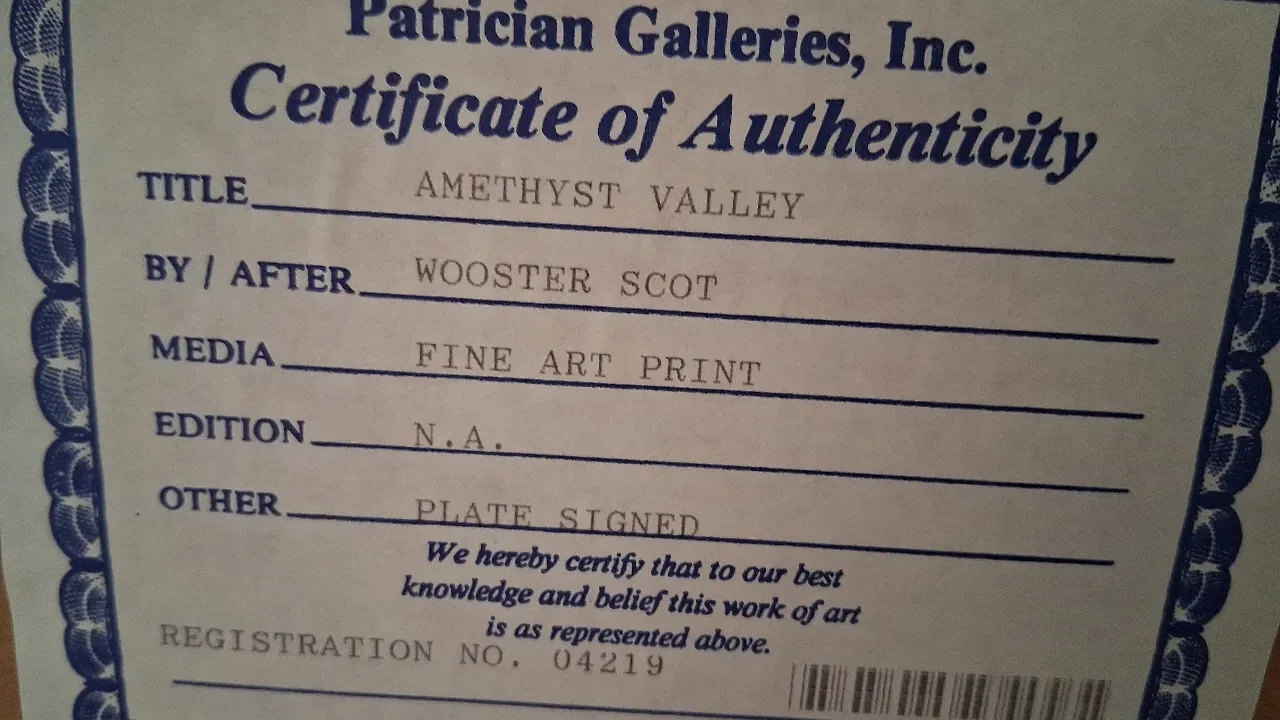 Patrician Galleries, Inc.
Certificate of Authenticity
TITLE AMETHYST VALLEY
BY / AFTER WOOSTER SCOT
MEDIA FINE ART PRINT
EDITION N.A.
OTHER PLATE SIGNED
We hereby certify that to our best
knowledge and belief this work of art
is as represented above.
REGISTRATION NO. 04219